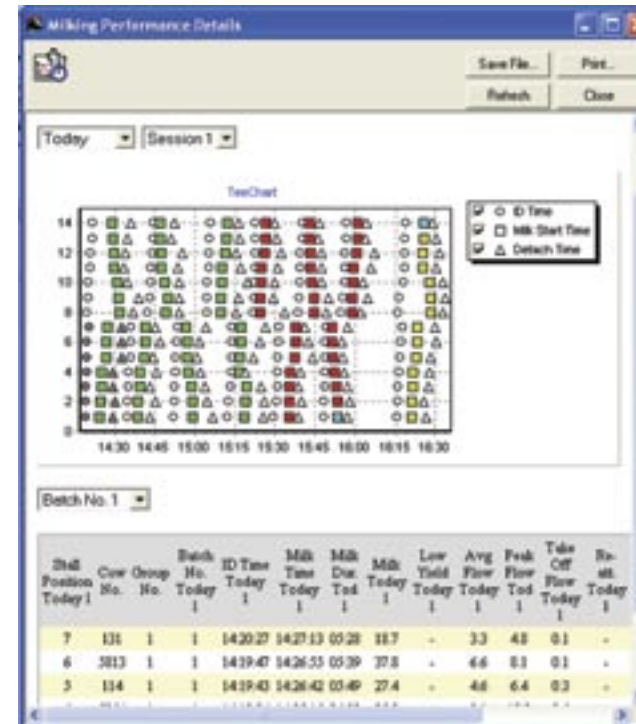 Milking Performance Details
Save File... Print...
Refresh Close
Today Session 1
TeeChart
ID Time
Milk Start Time
Detach Time
14
12
10
8
6
4
2
0
14:30 14:45 15:00 15:15 15:30 15:45 16:00 16:15 16:30
Batch No. 1
Stall Position Today 1 Cow No. Group No. Batch No. Today 1 ID Time Today 1 Milk Time Today 1 Milk Dur. Tod 1 Milk Today 1 Low Yield Today 1 Avg Flow Today 1 Peak Flow Tod 1 Take Off Flow Today 1 Re-att. Today 1
7 131 1 1 14:20:27 14:27:13 05:28 18.7 - 3.3 4.8 0.1 -
6 5813 1 1 14:19:47 14:26:55 05:39 37.8 - 6.6 8.1 0.1 -
5 114 1 1 14:19:43 14:26:42 05:49 27.4 - 4.6 6.4 0.3 -